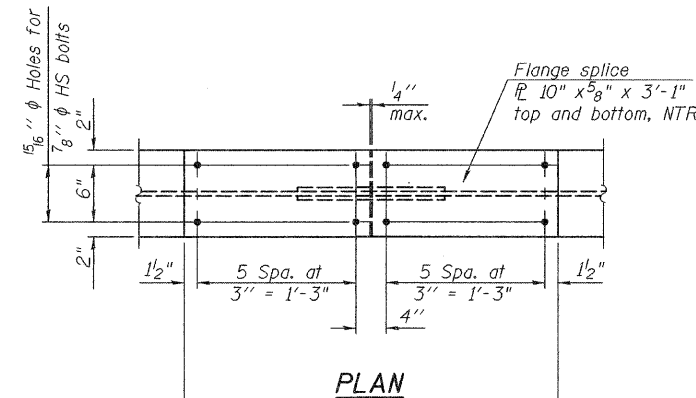 15/16'' φ Holes for
7/8'' φ HS bolts
2"
6"
2"
1/4''
max.
Flange splice
PL 10" x 5/8" x 3'-1"
top and bottom, NTR
1 1/2"
5 Spa. at
3'' = 1'-3"
5 Spa. at
3'' = 1'-3"
1 1/2"
4''
PLAN